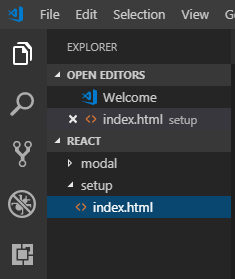 File Edit Selection View
EXPLORER
OPEN EDITORS
Welcome
index.html setup
REACT
modal
setup
index.html